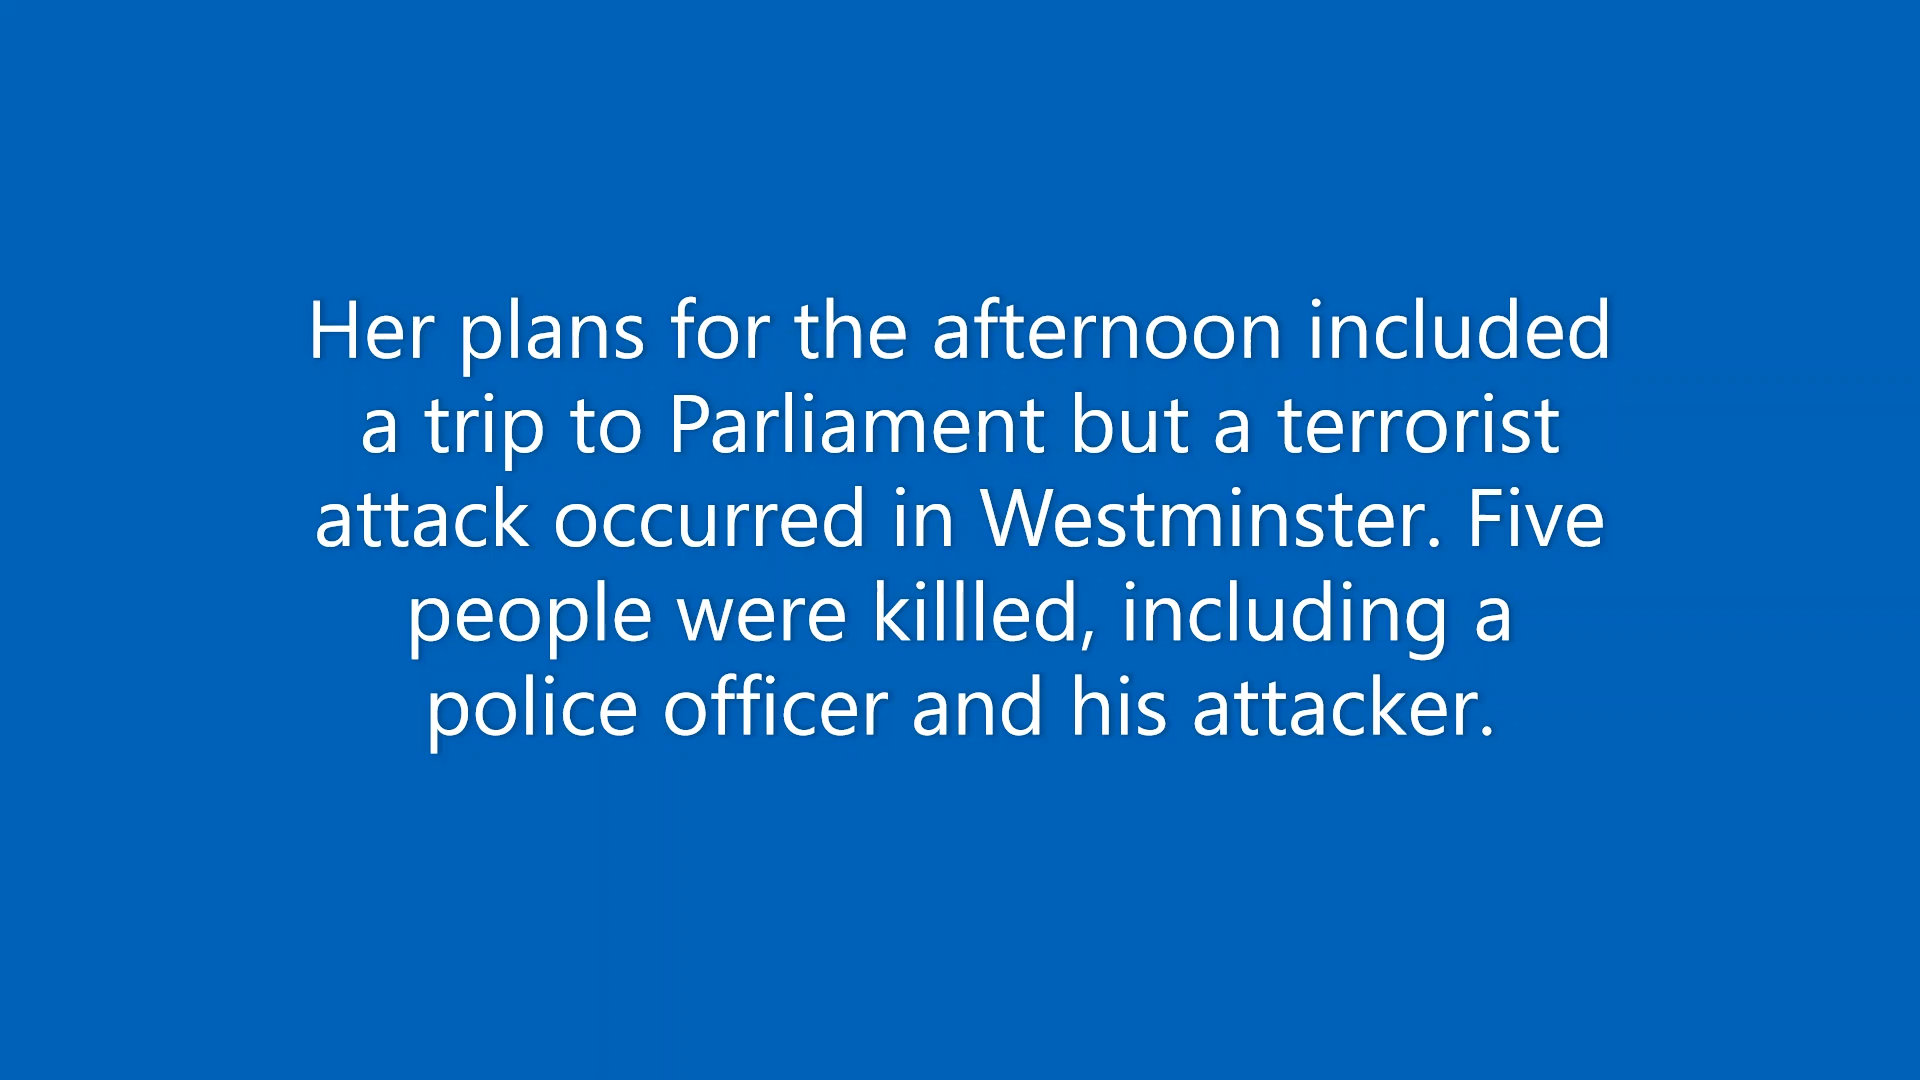 Her plans for the afternoon included
a trip to Parliament but a terrorist
attack occurred in Westminster. Five
people were killled, including a
police officer and his attacker.